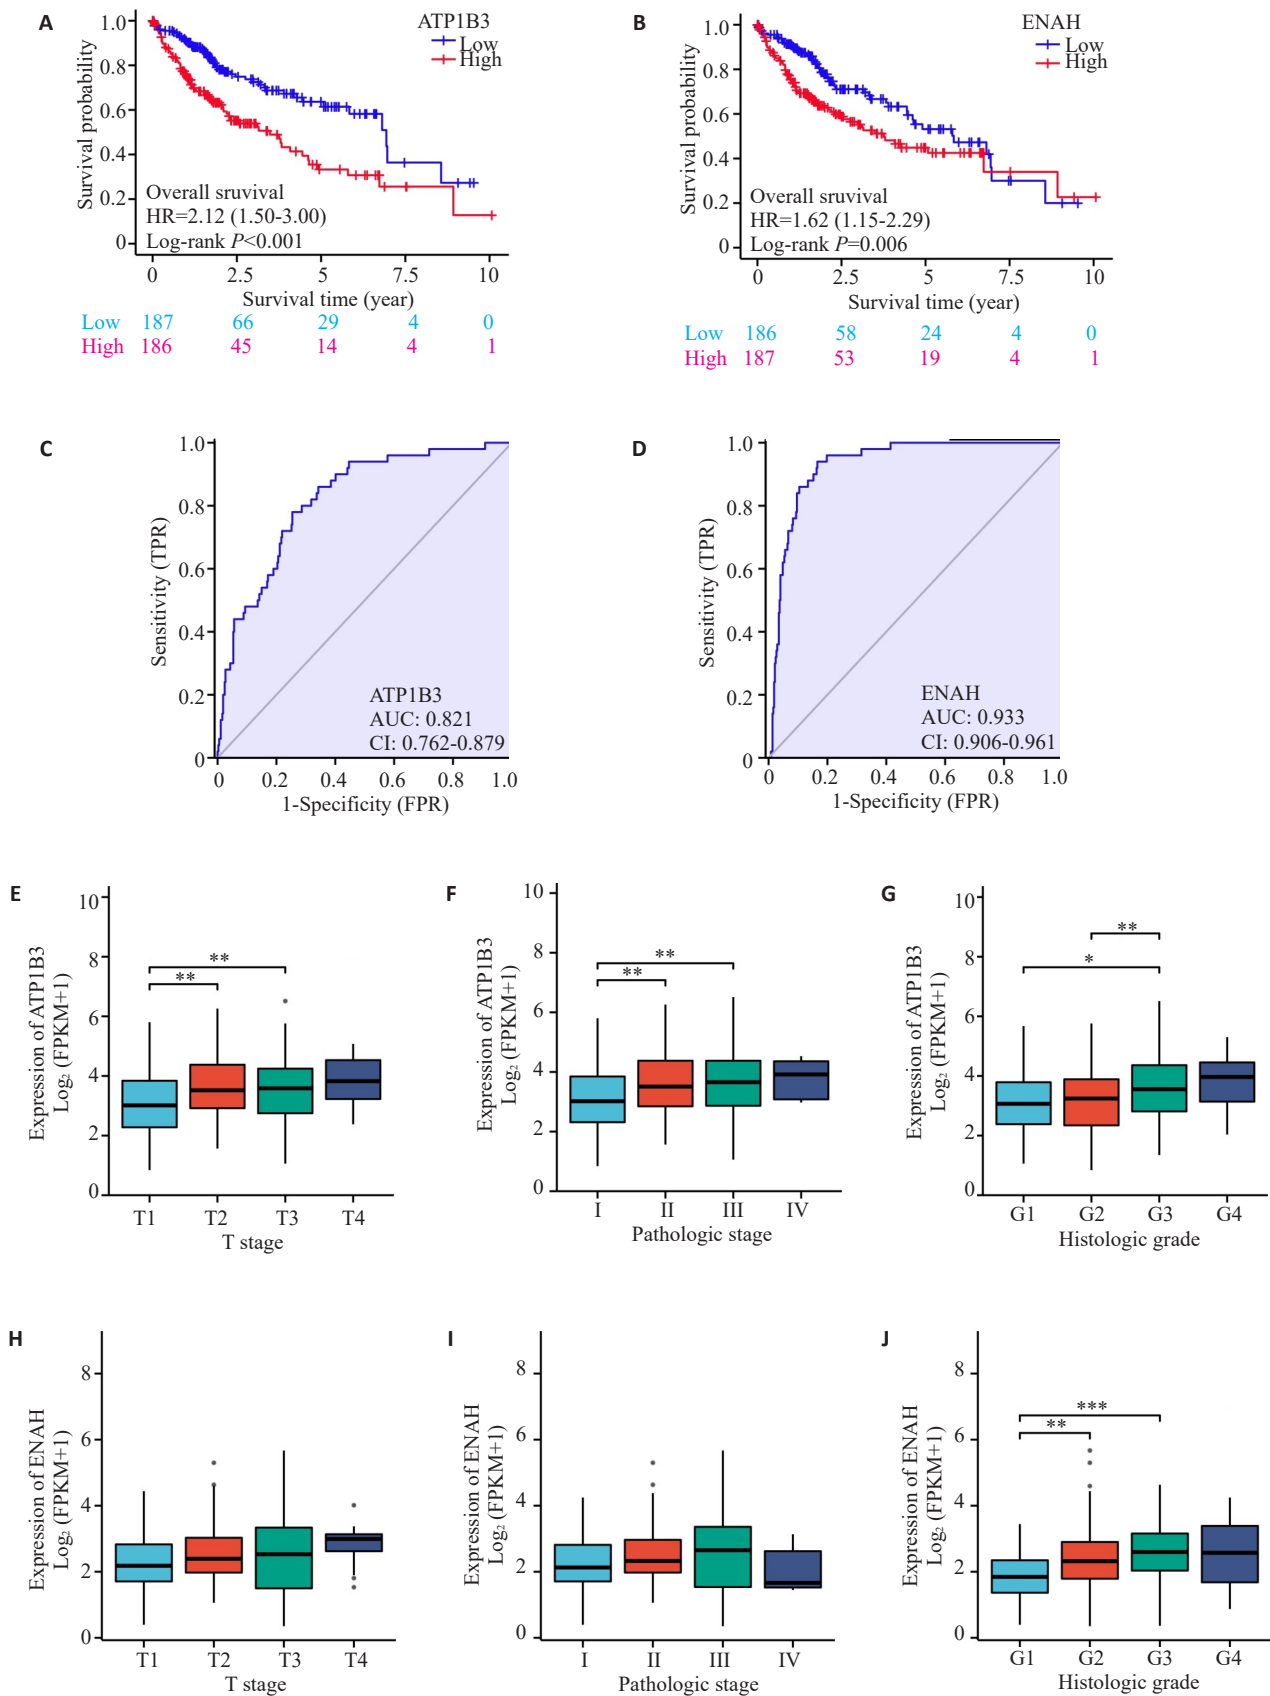 A
ATP1B3
Low
High
1.0
0.8
0.6
0.4
0.2
0
Survival probability
Overall sruvival
HR=2.12 (1.50-3.00)
Log-rank P<0.001
0 2.5 5 7.5 10
Survival time (year)
Low 187 66 29 4 0
High 186 45 14 4 1
B
ENAH
Low
High
1.0
0.8
0.6
0.4
0.2
0
Survival probability
Overall sruvival
HR=1.62 (1.15-2.29)
Log-rank P=0.006
0 2.5 5 7.5 10
Survival time (year)
Low 186 58 24 4 0
High 187 53 19 4 1
C
1.0
0.8
0.6
0.4
0.2
0
Sensitivity (TPR)
ATP1B3
AUC: 0.821
CI: 0.762-0.879
0 0.2 0.4 0.6 0.8 1.0
1-Specificity (FPR)
D
1.0
0.8
0.6
0.4
0.2
0
Sensitivity (TPR)
ENAH
AUC: 0.933
CI: 0.906-0.961
0 0.2 0.4 0.6 0.8 1.0
1-Specificity (FPR)
E
10
8
6
4
2
0
Expression of ATP1B3
Log₂ (FPKM+1)
**
**
T1 T2 T3 T4
T stage
F
10
8
6
4
2
0
Expression of ATP1B3
Log₂ (FPKM+1)
**
**
I II III IV
Pathologic stage
G
10
8
6
4
2
0
Expression of ATP1B3
Log₂ (FPKM+1)
**
*
G1 G2 G3 G4
Histologic grade
H
8
6
4
2
0
Expression of ENAH
Log₂ (FPKM+1)
T1 T2 T3 T4
T stage
I
8
6
4
2
0
Expression of ENAH
Log₂ (FPKM+1)
I II III IV
Pathologic stage
J
8
6
4
2
0
Expression of ENAH
Log₂ (FPKM+1)
***
**
G1 G2 G3 G4
Histologic grade